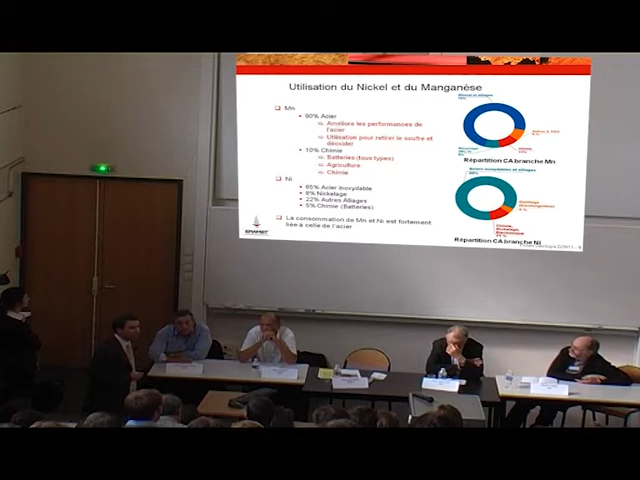 Utilisation du Nickel et du Manganèse
Mn
90% Acier
Améliore les performances de
l'acier
Utilisation pour retirer le soufre et
désoxider
10% Chimie
Batteries (tous types)
Agriculture
Chimie
Ni
65% Acier inoxydable
8% Nickelage
22% Autres Alliages
5% Chimie (Batteries)
La consommation de Mn et Ni est fortement
liée à celle de l'acier
ERAMET
Répartition CA branche Mn
Répartition CA branche Ni